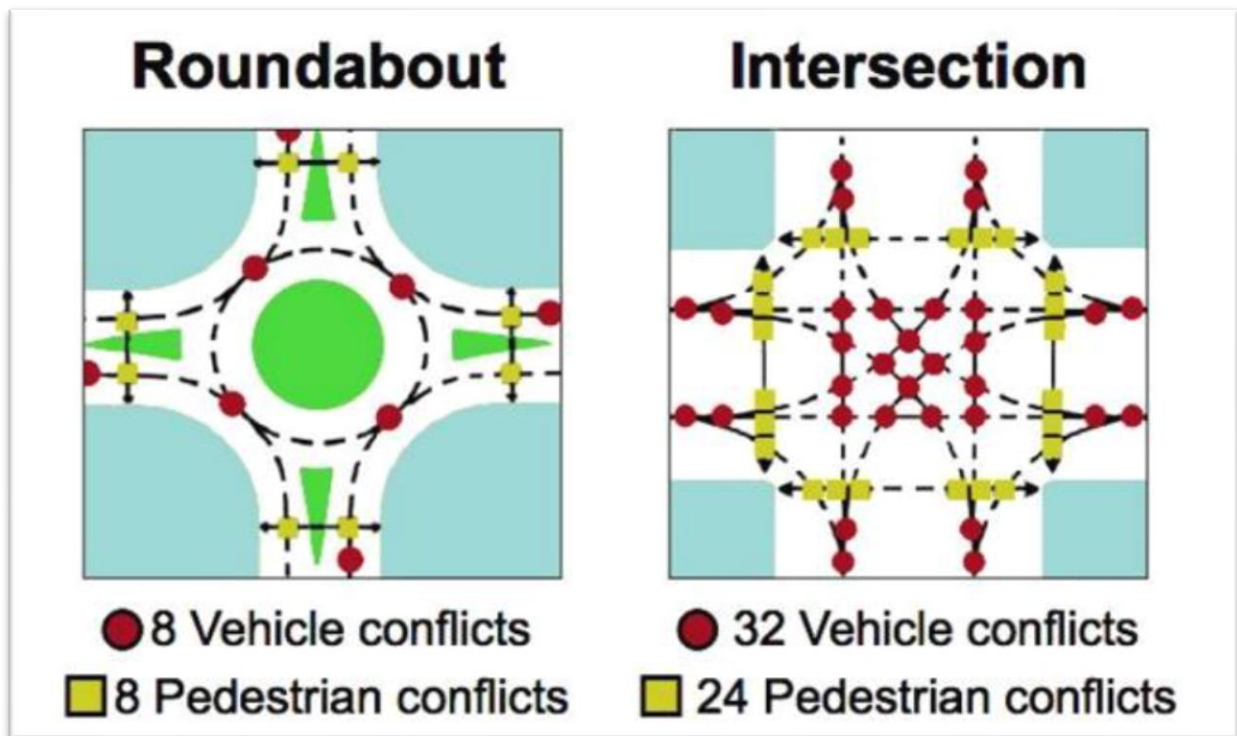 Roundabout
Intersection
8 Vehicle conflicts
8 Pedestrian conflicts
32 Vehicle conflicts
24 Pedestrian conflicts